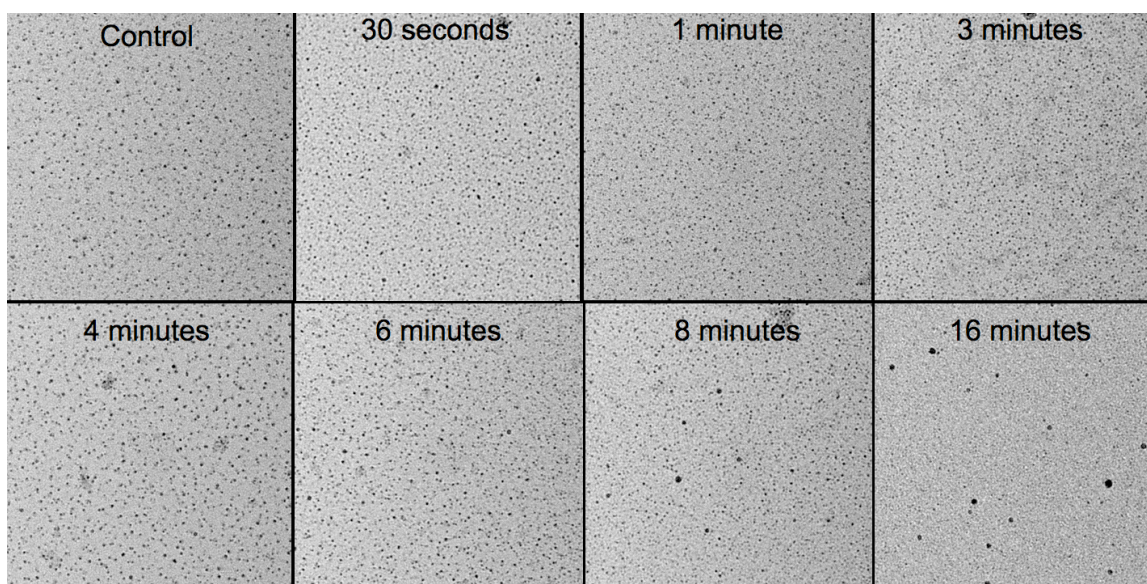 Control
30 seconds
1 minute
3 minutes
4 minutes
6 minutes
8 minutes
16 minutes